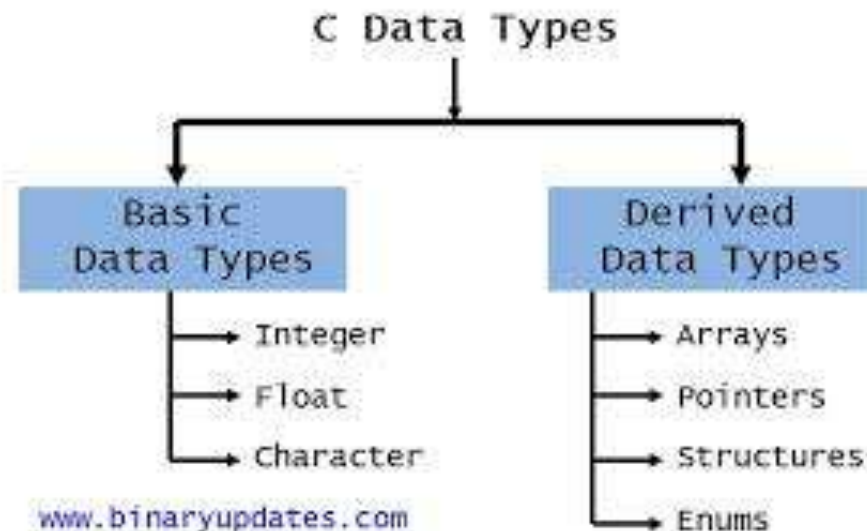 C Data Types
Basic
Data Types
Integer
Float
Character
Derived
Data Types
Arrays
Pointers
Structures
Enums
www.binaryupdates.com